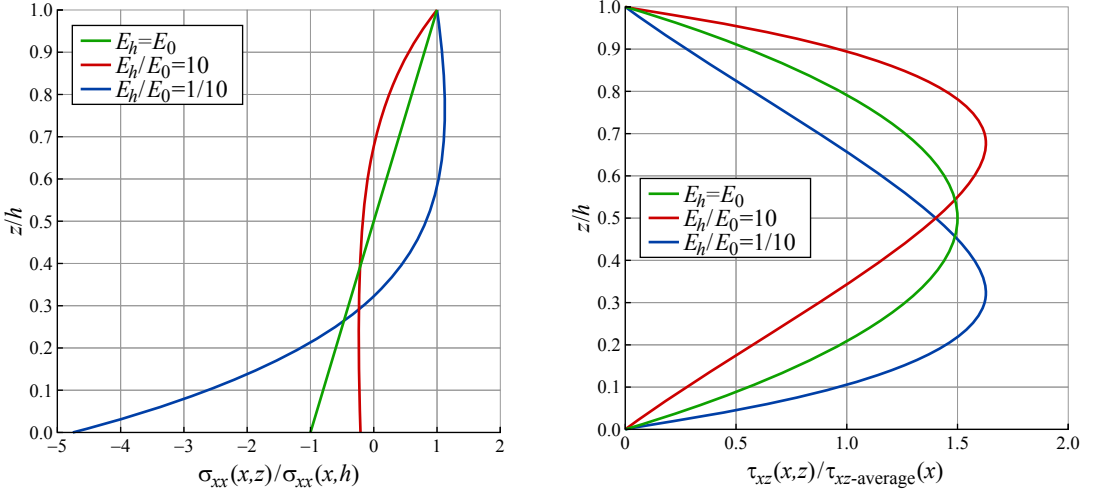 1.0
0.9
0.8
0.7
0.6
0.5
0.4
0.3
0.2
0.1
0.0
z/h
E_h=E_0
E_h/E_0=10
E_h/E_0=1/10
−5 −4 −3 −2 −1 0 1 2
σ_xx(x,z)/σ_xx(x,h)
1.0
0.9
0.8
0.7
0.6
0.5
0.4
0.3
0.2
0.1
0.0
z/h
E_h=E_0
E_h/E_0=10
E_h/E_0=1/10
0 0.5 1.0 1.5 2.0
τ_xz(x,z)/τ_xz-average(x)